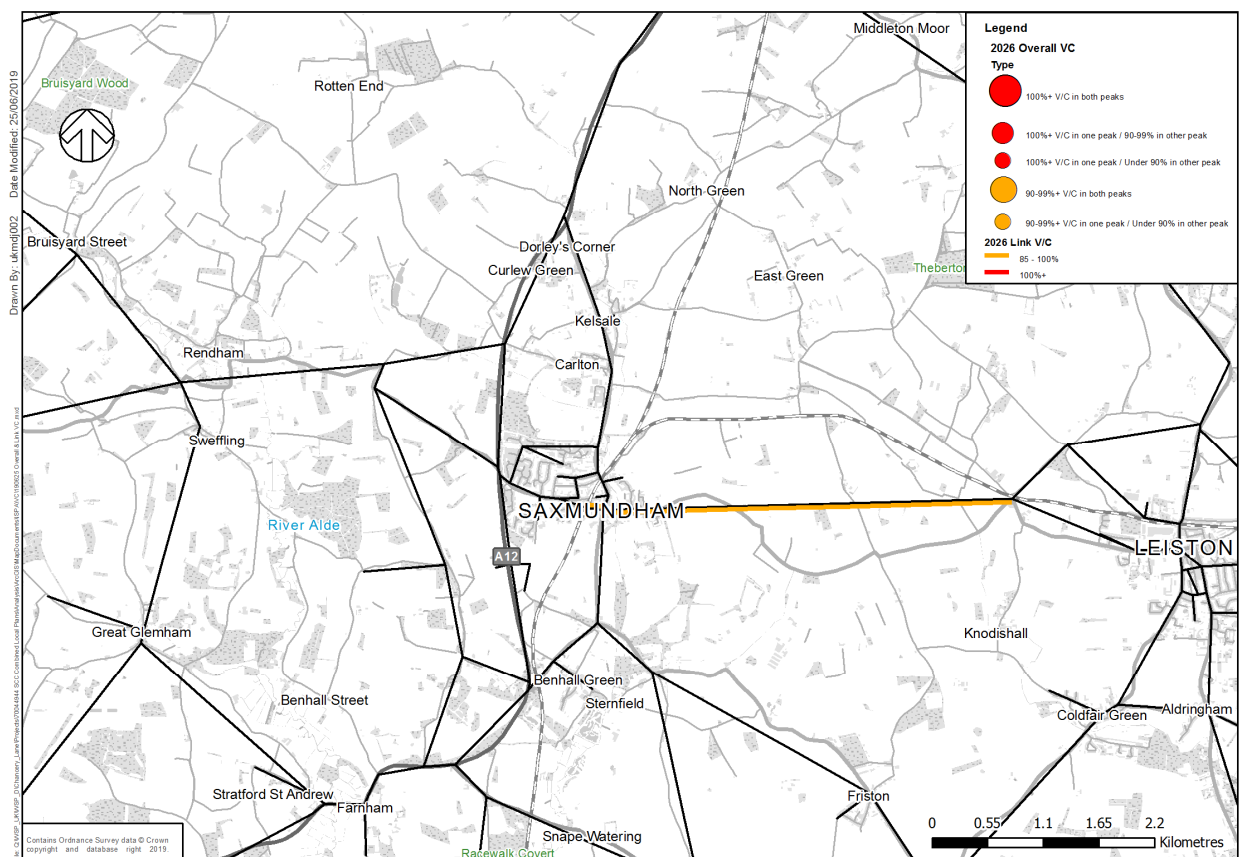 Middleton Moor
Bruisyard Wood
Rotten End
North Green
Bruisyard Street
Dorley's Corner
Curlew Green
East Green
Theberton
Kelsale
Rendham
Carlton
Sweffling
SAXMUNDHAM
River Alde
A12
LEISTON
Great Glemham
Knodishall
Benhall Green
Benhall Street
Sternfield
Coldfair Green
Aldringham
Stratford St Andrew
Farnham
Friston
Snape Watering
Racewalk Covert
Legend
2026 Overall VC
Type
100%+ V/C in both peaks
100%+ V/C in one peak / 90-99% in other peak
100%+ V/C in one peak / Under 90% in other peak
90-99%+ V/C in both peaks
90-99%+ V/C in one peak / Under 90% in other peak
2026 Link V/C
85 - 100%
100%+
0 0.55 1.1 1.65 2.2
Kilometres
Contains Ordnance Survey data © Crown
copyright and database right 2019.
Drawn By: ukmdj002 Date Modified: 25/06/2019